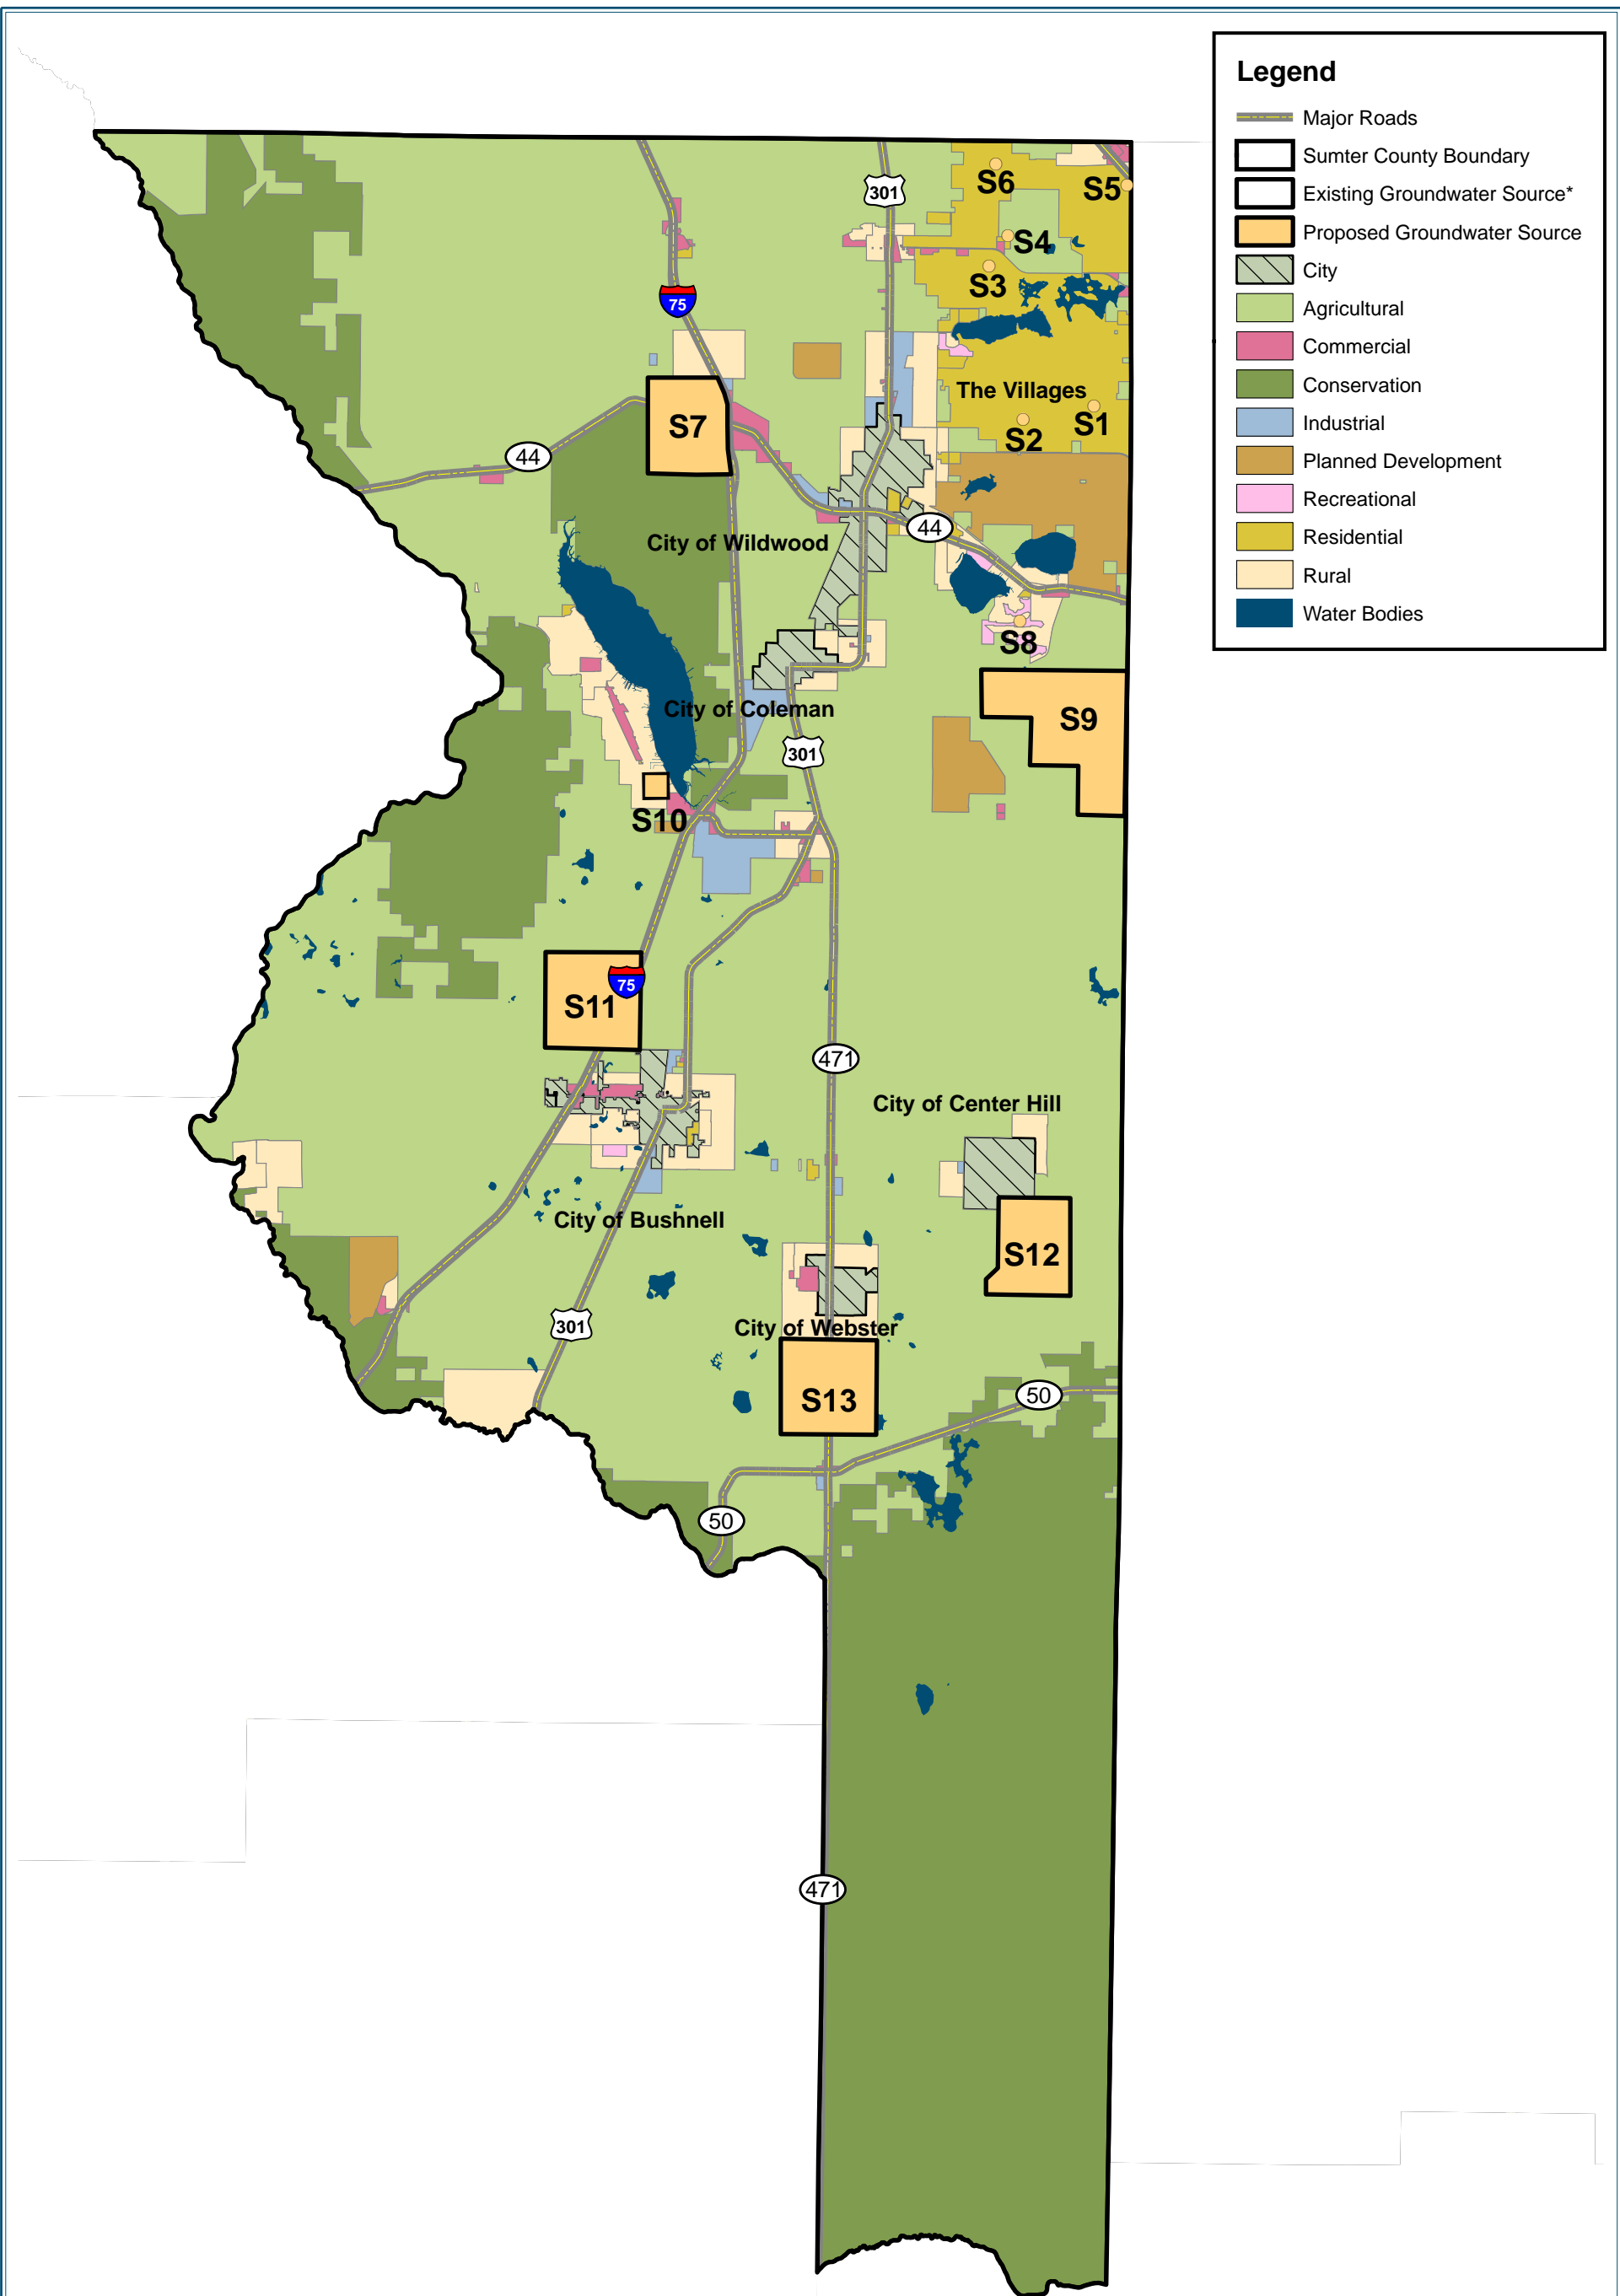 Legend
Major Roads
Sumter County Boundary
Existing Groundwater Source*
Proposed Groundwater Source
City
Agricultural
Commercial
Conservation
Industrial
Planned Development
Recreational
Residential
Rural
Water Bodies
301
S6
S5
S4
S3
75
The Villages
S1
S2
S7
44
44
City of Wildwood
S8
City of Coleman
S9
301
S10
75
S11
471
City of Center Hill
City of Bushnell
S12
301
City of Webster
S13
50
50
471